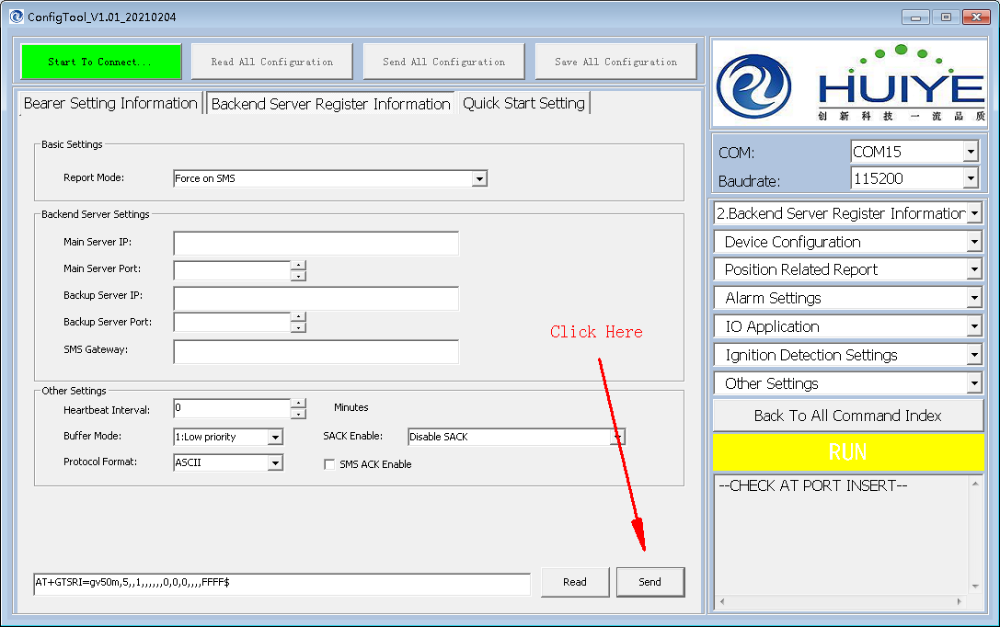 ConfigTool_V1.01_20210204
Start To Connect...
Read All Configuration
Send All Configuration
Save All Configuration
Bearer Setting Information
Backend Server Register Information
Quick Start Setting
Basic Settings
Report Mode:
Force on SMS
Backend Server Settings
Main Server IP:
Main Server Port:
Backup Server IP:
Backup Server Port:
SMS Gateway:
Click Here
Other Settings
Heartbeat Interval:
0
Minutes
Buffer Mode:
1:Low priority
SACK Enable:
Disable SACK
Protocol Format:
ASCII
SMS ACK Enable
AT+GTSRI=gv50m,5,,1,,,,,,0,0,0,,,,FFFF$
Read
Send
HUIYE
创新科技一流品质
COM:
COM15
Baudrate:
115200
2.Backend Server Register Information
Device Configuration
Position Related Report
Alarm Settings
IO Application
Ignition Detection Settings
Other Settings
Back To All Command Index
RUN
--CHECK AT PORT INSERT--